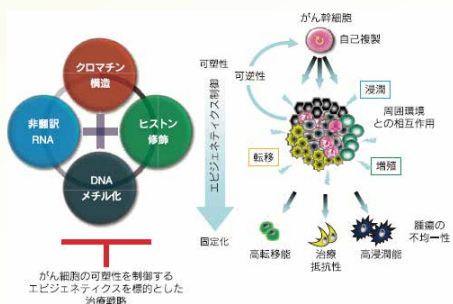 クロマチン
構造
非翻訳
RNA
ヒストン
修飾
DNA
メチル化
がん細胞の可塑性を制御する
エピジェネティクスを標的とした
治療戦略
可塑性
エピジェネティクス制御
固定化
がん幹細胞
自己複製
可逆性
浸潤
周囲環境
との相互作用
転移
増殖
高転移能
治療
抵抗性
高浸潤能
腫瘍の
不均一性